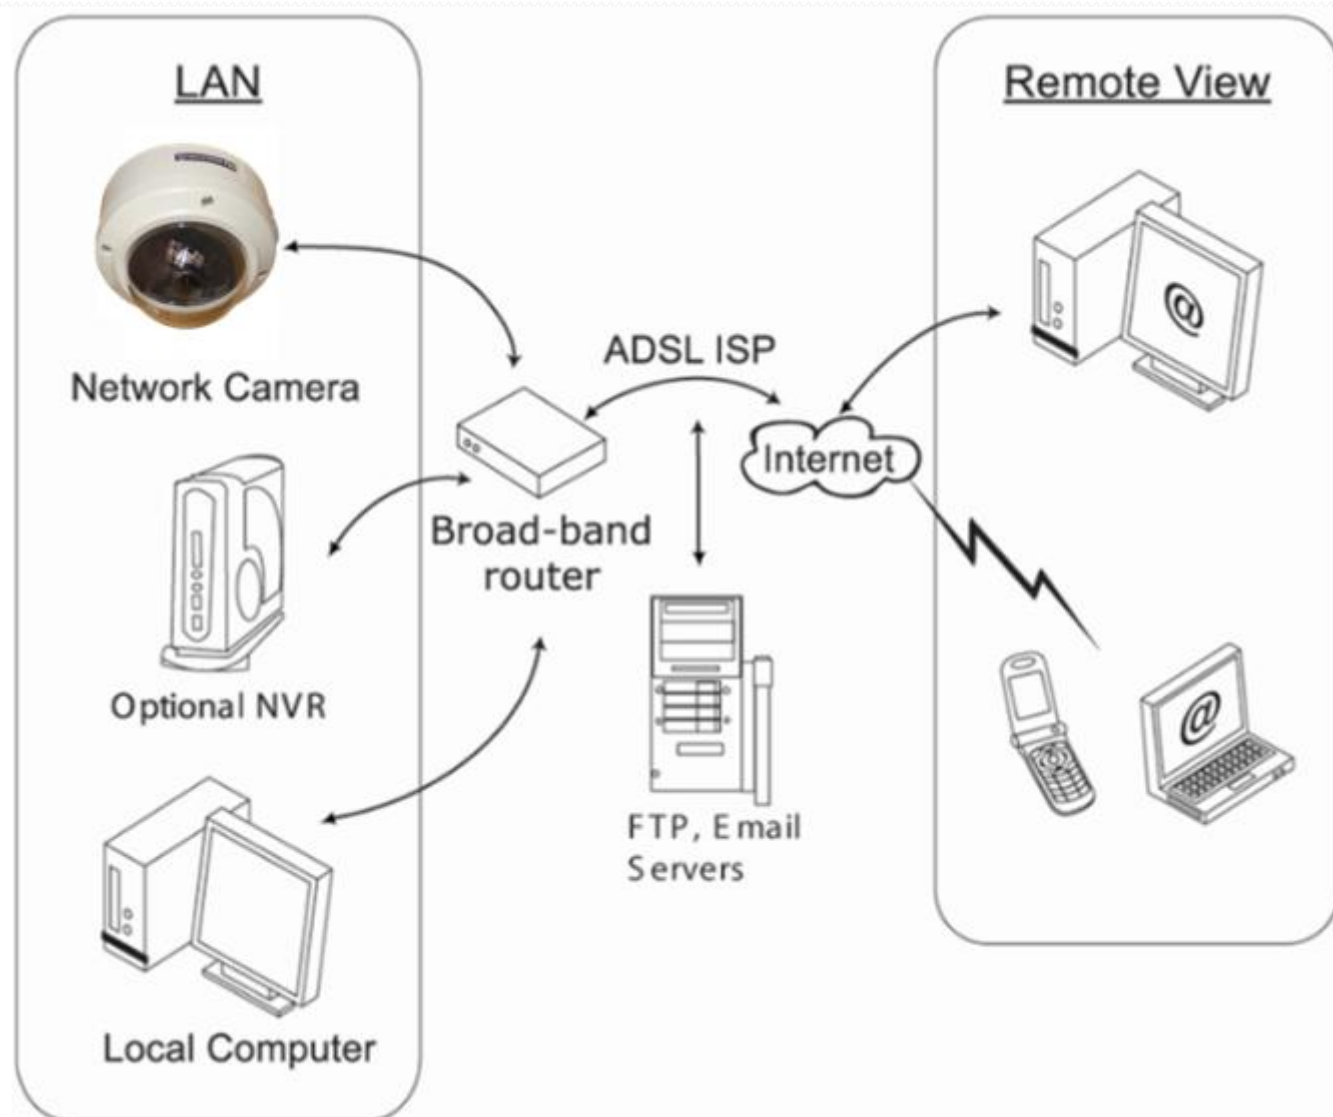 LAN
Network Camera
Optional NVR
Local Computer
Broad-band
router
ADSL ISP
Internet
FTP, Email
Servers
Remote View
@
@